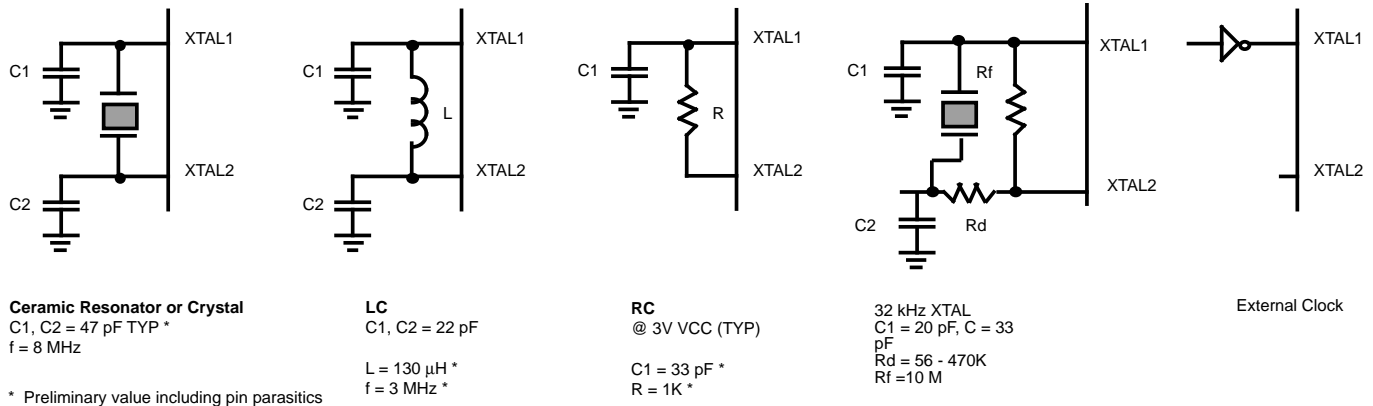 XTAL1
C1
XTAL2
C2
XTAL1
C1
L
XTAL2
C2
XTAL1
C1
R
XTAL2
XTAL1
C1
Rf
XTAL2
C2
Rd
XTAL1
XTAL2
Ceramic Resonator or Crystal
C1, C2 = 47 pF TYP *
f = 8 MHz
* Preliminary value including pin parasitics
LC
C1, C2 = 22 pF
L = 130 μH *
f = 3 MHz *
RC
@ 3V VCC (TYP)
C1 = 33 pF *
R = 1K *
32 kHz XTAL
C1 = 20 pF, C = 33
pF
Rd = 56 - 470K
Rf =10 M
External Clock